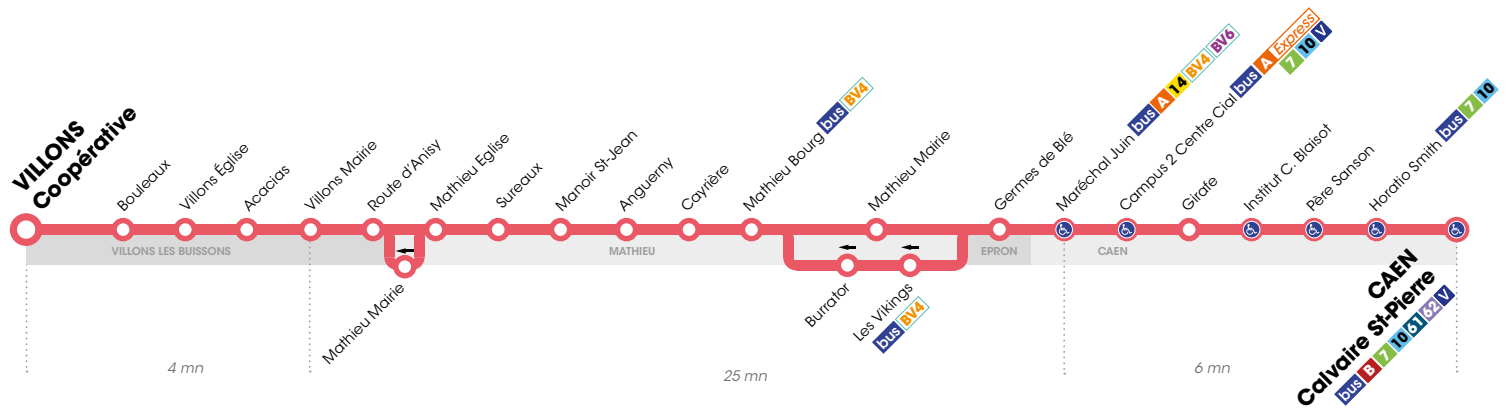 VILLONS
Coopérative
Bouleaux
Villons Église
Acacias
Villons Mairie
Route d'Anisy
Mathieu Eglise
Sureaux
Manoir St-Jean
Anguerny
Cayrière
Mathieu Bourg bus BV4
Mathieu Mairie
Germes de Blé
Maréchal Juin bus A 14 BV4 BV6
Campus 2 Centre Cial bus A Express
7 10 V
Girafe
Institut C. Blaisot
Père Sanson
Horatio Smith bus 7 10
VILLONS LES BUISSONS
MATHIEU
EPRON
CAEN
Mathieu Mairie
Burrator
Les Vikings
bus BV4
CAEN
Calvaire St-Pierre
bus B 7 10 61 62 V
4 mn
25 mn
6 mn